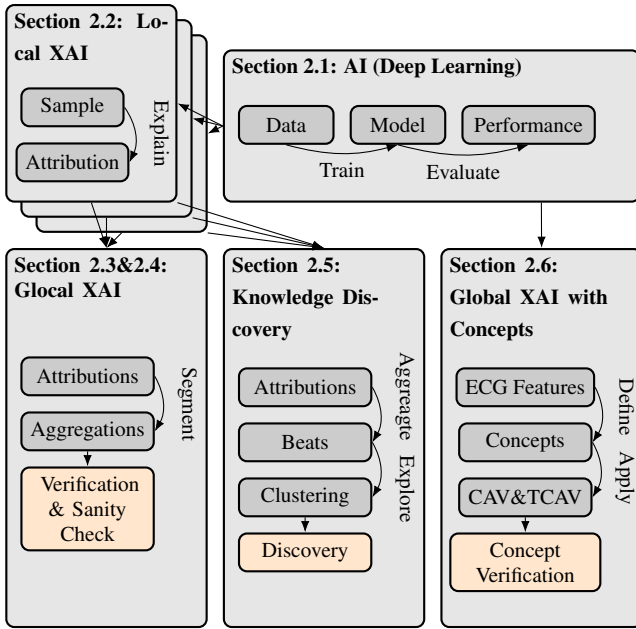 Section 2.2: Lo-
cal XAI
Sample
Attribution
Explain
Section 2.1: AI (Deep Learning)
Data
Model
Performance
Train
Evaluate
Section 2.3&2.4:
Glocal XAI
Attributions
Aggregations
Segment
Verification
& Sanity
Check
Section 2.5:
Knowledge Dis-
covery
Attributions
Beats
Clustering
Discovery
Aggreagte
Explore
Section 2.6:
Global XAI with
Concepts
ECG Features
Concepts
CAV&TCAV
Concept
Verification
Define
Apply